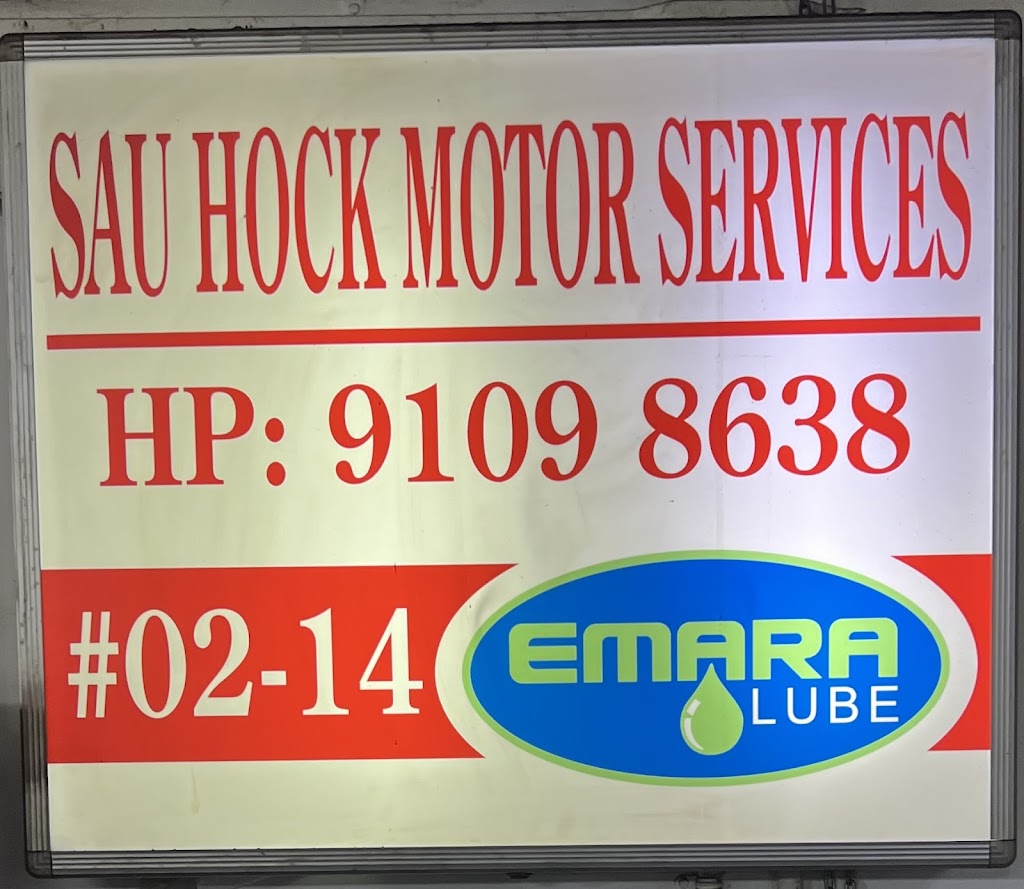 SAU HOCK MOTOR SERVICES
HP: 9109 8638
#02-14
EMARA
LUBE